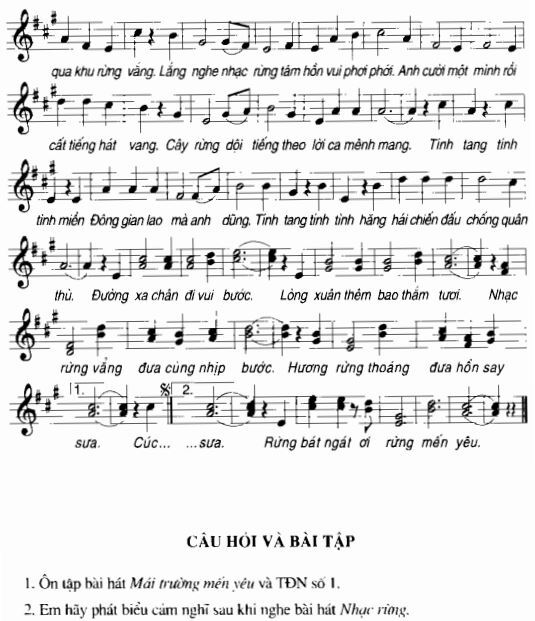 qua khu rừng vàng. Lắng nghe nhạc rừng tâm hồn vui phơi phới. Anh cười một mình rồi
cất tiếng hát vang. Cây rừng dội tiếng theo lời ca mênh mang. Tính tang tính
tình miền Đông gian lao mà anh dũng. Tính tang tính tình hăng hái chiến đấu chống quân
thù. Đường xa chân đi vui bước. Lòng xuân thêm bao thắm tươi. Nhạc
rừng vẳng đưa cùng nhịp bước. Hương rừng thoáng đưa hồn say
1. 2.
sưa. Cúc... ...sưa. Rừng bát ngát ơi rừng mến yêu.
CÂU HỎI VÀ BÀI TẬP
1. Ôn tập bài hát Mái trường mến yêu và TĐN số 1.
2. Em hãy phát biểu cảm nghĩ sau khi nghe bài hát Nhạc rừng.